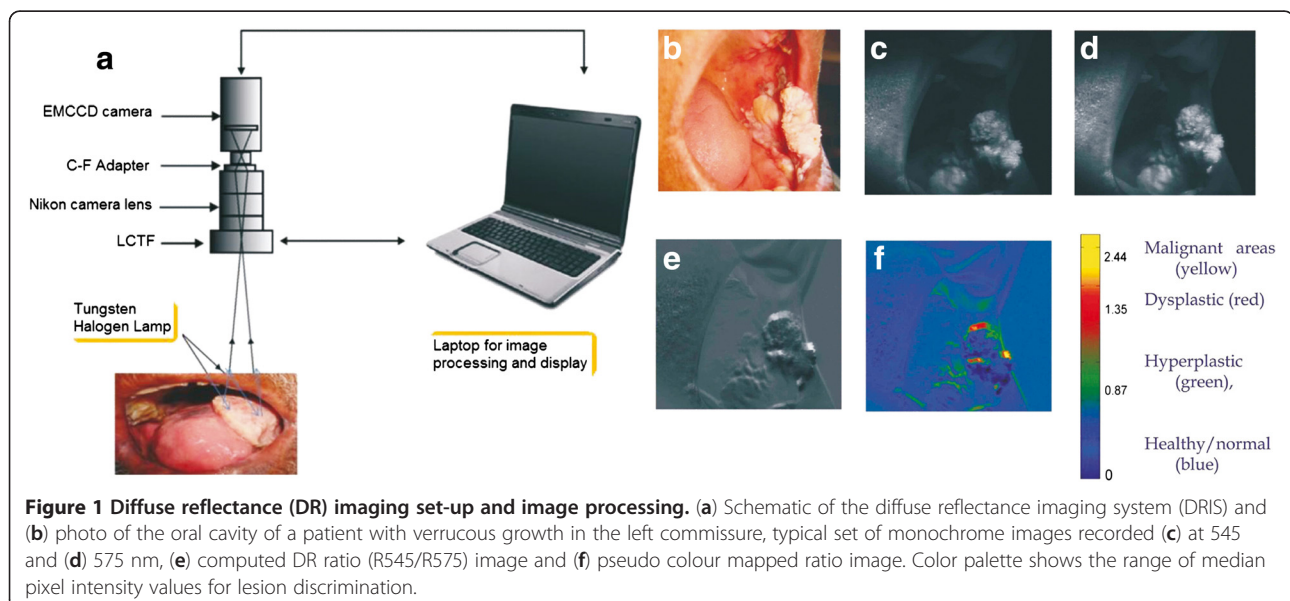 a
EMCCD camera
C-F Adapter
Nikon camera lens
LCTF
Tungsten
Halogen Lamp
Laptop for image
processing and display
b
c
d
e
f
2.44
1.35
0.87
0
Malignant areas
(yellow)
Dysplastic (red)
Hyperplastic
(green),
Healthy/normal
(blue)
Figure 1 Diffuse reflectance (DR) imaging set-up and image processing. (a) Schematic of the diffuse reflectance imaging system (DRIS) and
(b) photo of the oral cavity of a patient with verrucous growth in the left commissure, typical set of monochrome images recorded (c) at 545
and (d) 575 nm, (e) computed DR ratio (R545/R575) image and (f) pseudo colour mapped ratio image. Color palette shows the range of median
pixel intensity values for lesion discrimination.